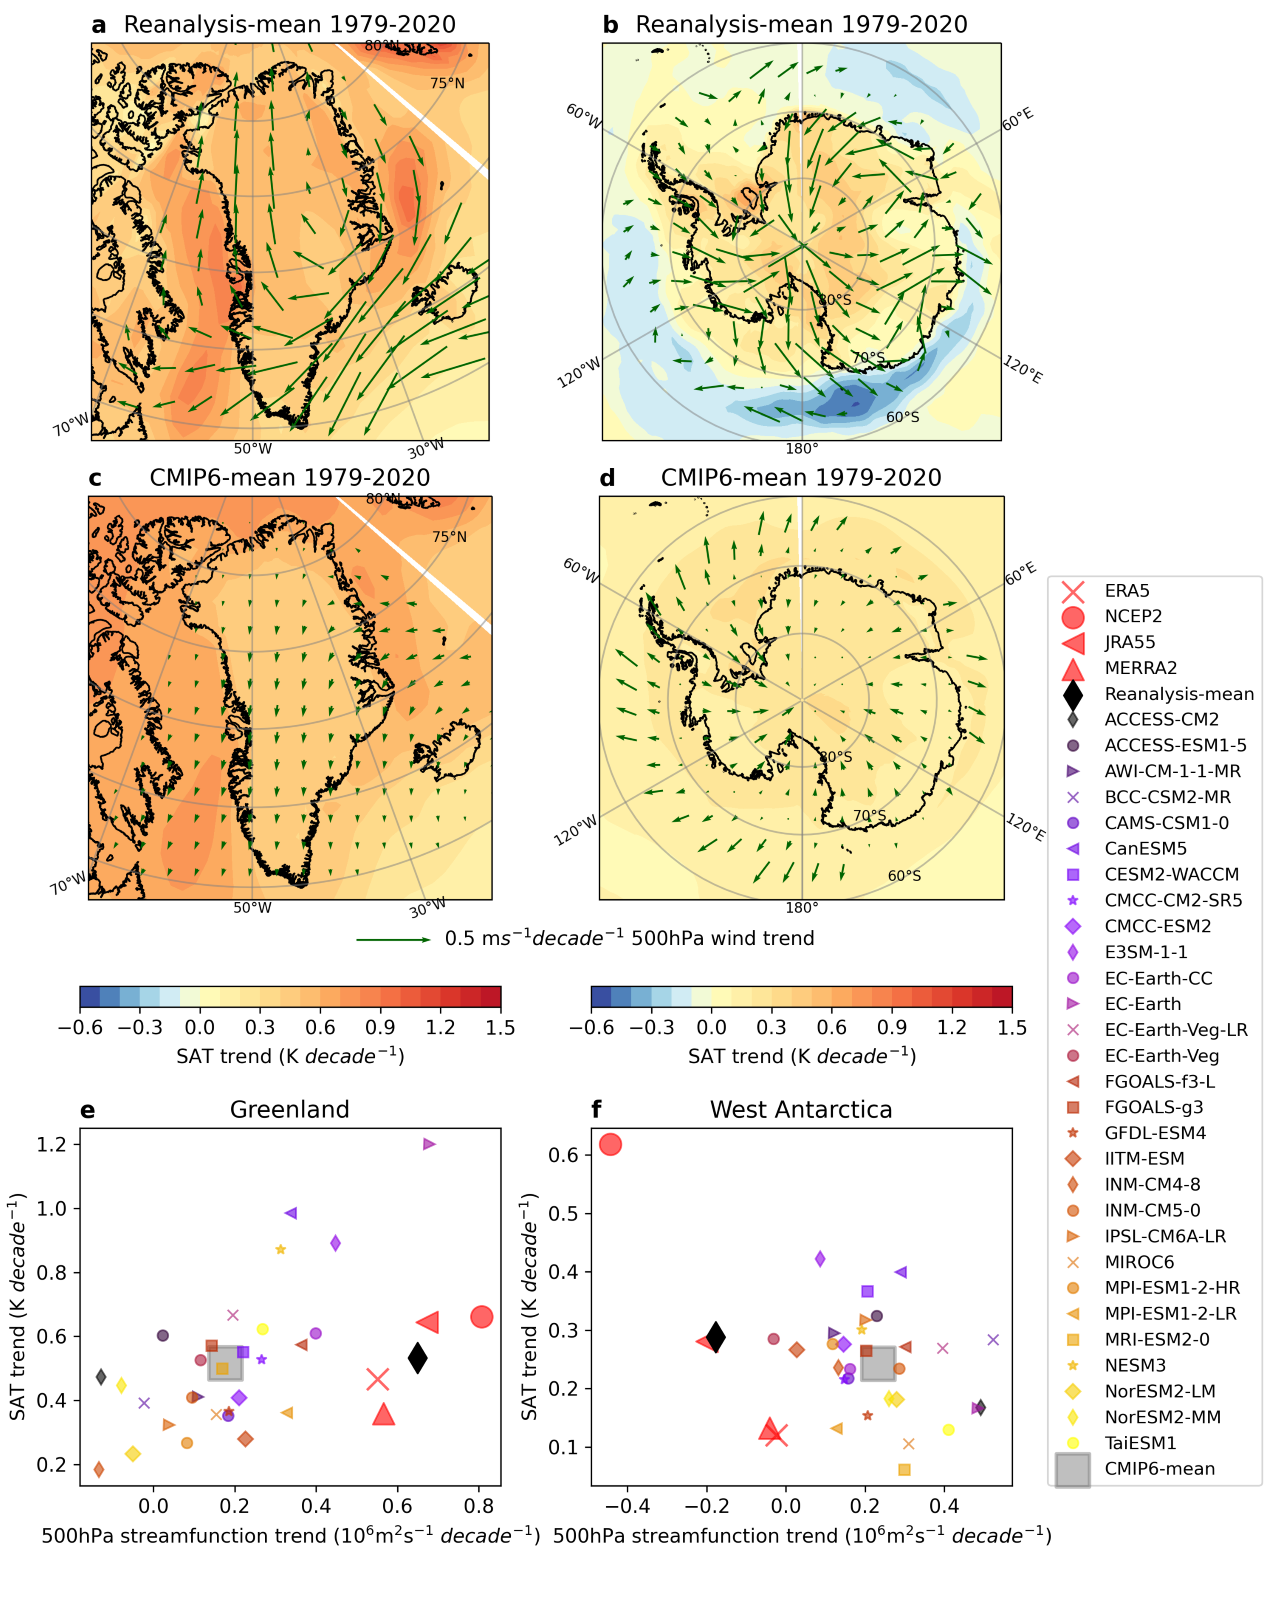 a Reanalysis-mean 1979-2020
b Reanalysis-mean 1979-2020
80°N
75°N
70°W
50°W
30°W
60°W
60°E
120°W
120°E
80°S
70°S
60°S
180°
c CMIP6-mean 1979-2020
d CMIP6-mean 1979-2020
80°N
75°N
70°W
50°W
30°W
60°W
60°E
120°W
120°E
80°S
70°S
60°S
180°
0.5 ms−1decade−1 500hPa wind trend
−0.6 −0.3 0.0 0.3 0.6 0.9 1.2 1.5
SAT trend (K decade−1)
−0.6 −0.3 0.0 0.3 0.6 0.9 1.2 1.5
SAT trend (K decade−1)
ERA5
NCEP2
JRA55
MERRA2
Reanalysis-mean
ACCESS-CM2
ACCESS-ESM1-5
AWI-CM-1-1-MR
BCC-CSM2-MR
CAMS-CSM1-0
CanESM5
CESM2-WACCM
CMCC-CM2-SR5
CMCC-ESM2
E3SM-1-1
EC-Earth-CC
EC-Earth
EC-Earth-Veg-LR
EC-Earth-Veg
FGOALS-f3-L
FGOALS-g3
GFDL-ESM4
IITM-ESM
INM-CM4-8
INM-CM5-0
IPSL-CM6A-LR
MIROC6
MPI-ESM1-2-HR
MPI-ESM1-2-LR
MRI-ESM2-0
NESM3
NorESM2-LM
NorESM2-MM
TaiESM1
CMIP6-mean
e Greenland
SAT trend (K decade−1)
1.2
1.0
0.8
0.6
0.4
0.2
0.0 0.2 0.4 0.6 0.8
500hPa streamfunction trend (10⁶m²s−1 decade−1)
f West Antarctica
SAT trend (K decade−1)
0.6
0.5
0.4
0.3
0.2
0.1
−0.4 −0.2 0.0 0.2 0.4
500hPa streamfunction trend (10⁶m²s−1 decade−1)